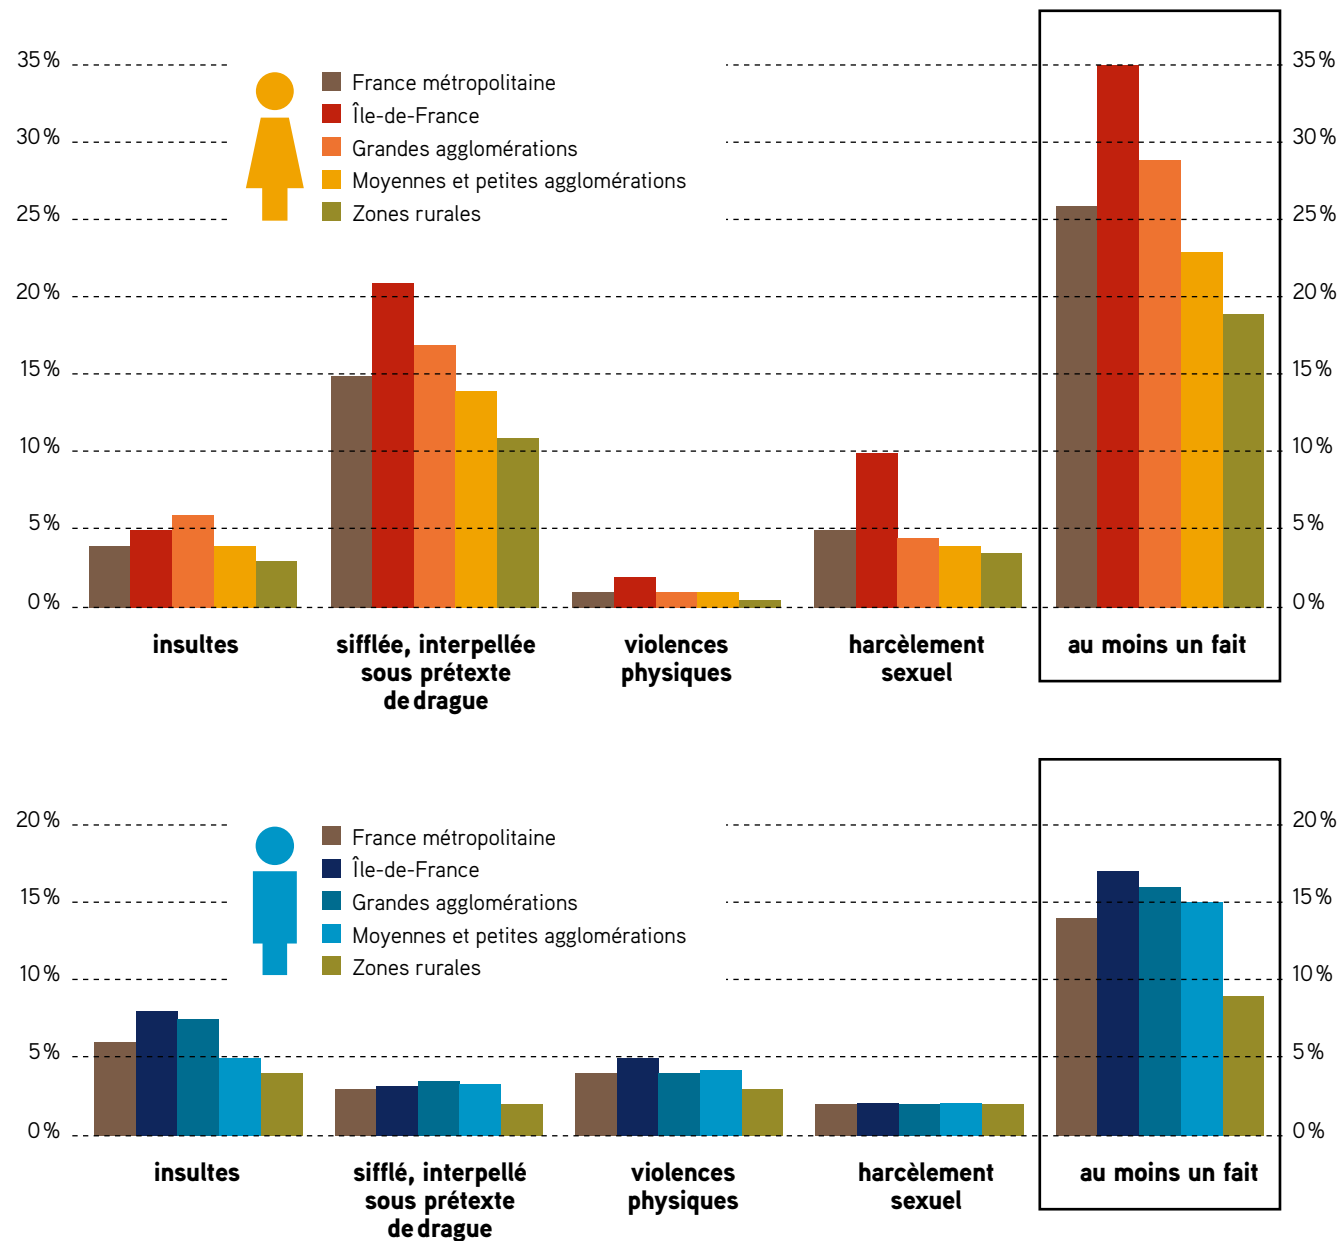 35 %
35 %
France métropolitaine
Île-de-France
30 %
30 %
Grandes agglomérations
Moyennes et petites agglomérations
25 %
25 %
Zones rurales
20 %
20 %
15 %
15 %
10 %
10 %
5 %
5 %
0 %
0 %
insultes
sifflée, interpellée
sous prétexte
de drague
violences
physiques
harcèlement
sexuel
au moins un fait
20 %
20 %
France métropolitaine
Île-de-France
15 %
15 %
Grandes agglomérations
Moyennes et petites agglomérations
10 %
10 %
Zones rurales
5 %
5 %
0 %
0 %
insultes
sifflé, interpellé
sous prétexte
de drague
violences
physiques
harcèlement
sexuel
au moins un fait